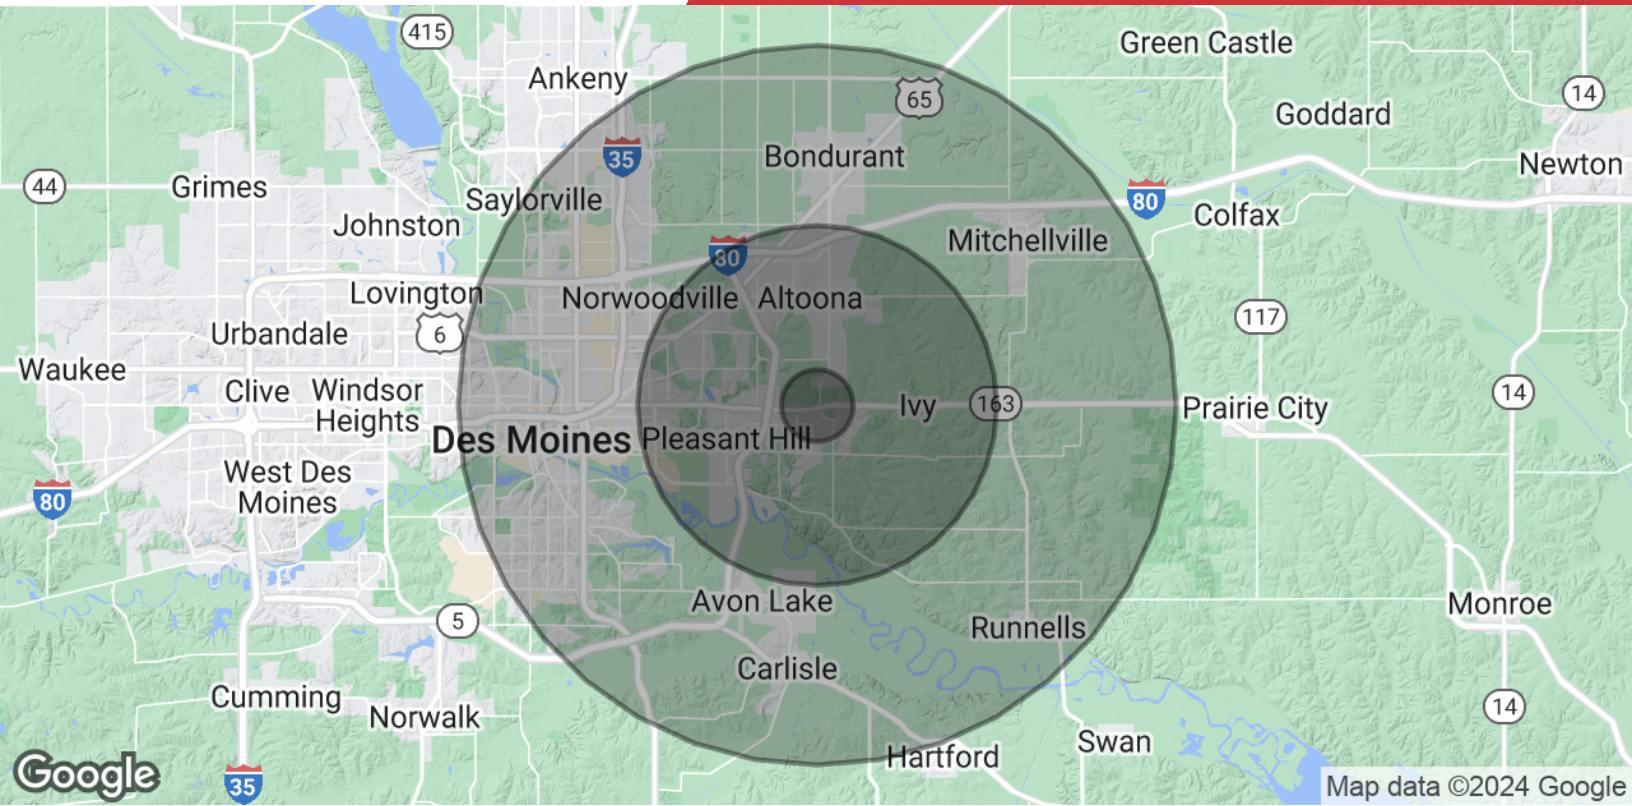 415
Green Castle
Ankeny
65
14
Goddard
35
Bondurant
Newton
44
Grimes
Saylorville
80
Johnston
Colfax
Mitchellville
80
Lovington
Norwoodville
Altoona
117
Urbandale
6
Waukee
Clive
Windsor
Heights
14
Ivy
163
Prairie City
Des Moines
Pleasant Hill
West Des
Moines
80
Avon Lake
Monroe
5
Runnells
Carlisle
Cumming
Norwalk
14
Swan
Hartford
Google
35
Map data ©2024 Google